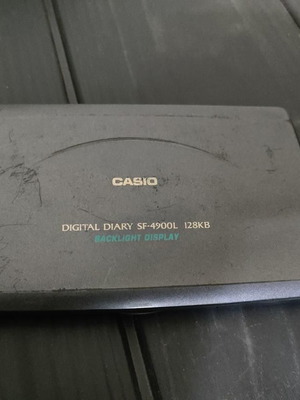 CASIO
DIGITAL DIARY SF-4900L 128KB
BACKLIGHT DISPLAY